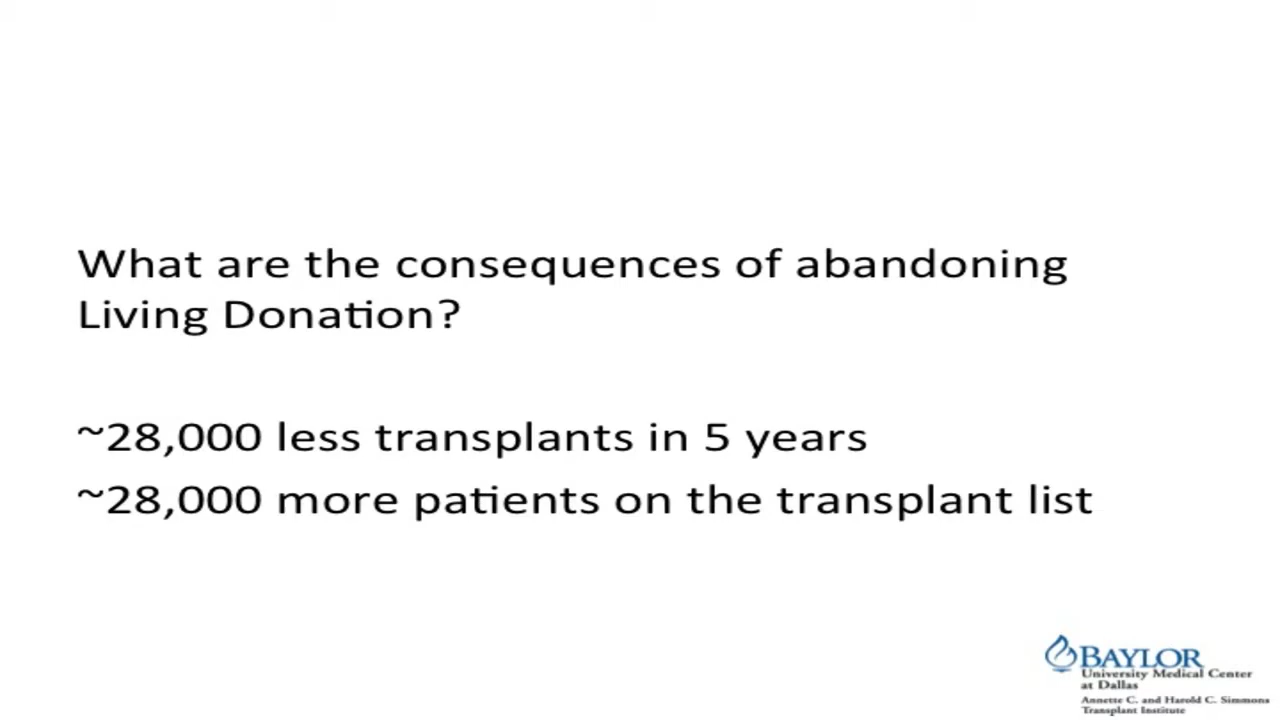 What are the consequences of abandoning
Living Donation?
~28,000 less transplants in 5 years
~28,000 more patients on the transplant list
BAYLOR
University Medical Center
at Dallas
Annette C. and Harold C. Simmons
Transplant Institute